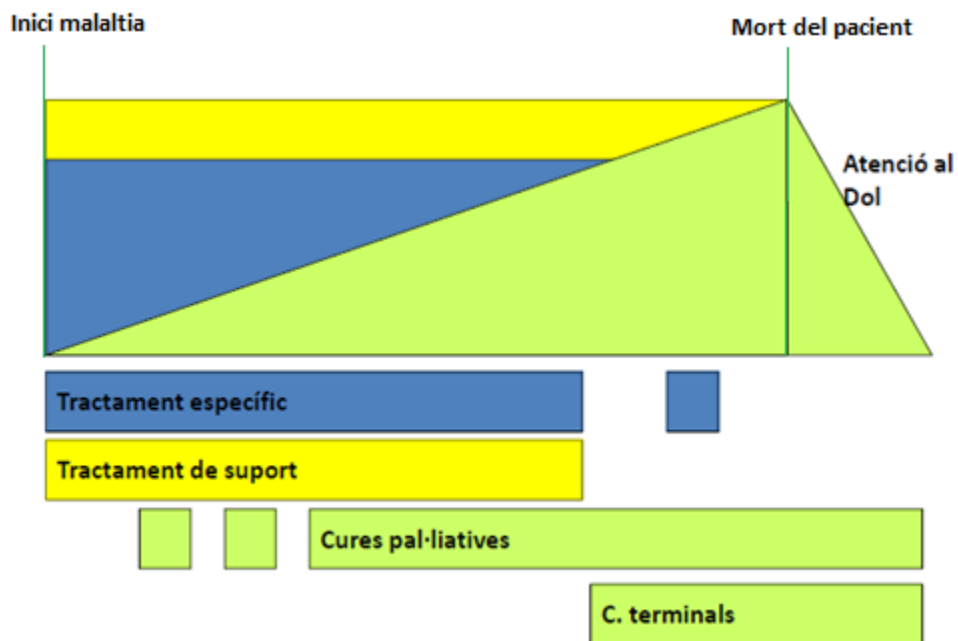 Inici malaltia
Mort del pacient
Atenció al
Dol
Tractament específic
Tractament de suport
Cures pal·liatives
C. terminals